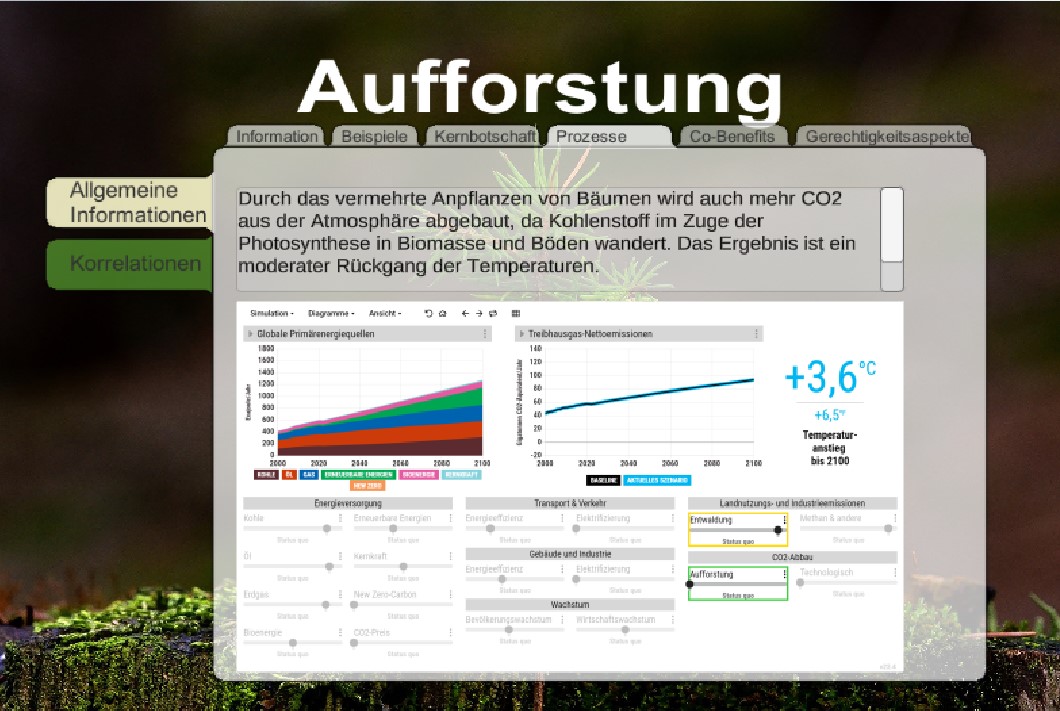 Aufforstung
Information Beispiele Kernbotschaft Prozesse Co-Benefits Gerechtigkeitsaspekte
Allgemeine
Informationen
Korrelationen
Durch das vermehrte Anpflanzen von Bäumen wird auch mehr CO2
aus der Atmosphäre abgebaut, da Kohlenstoff im Zuge der
Photosynthese in Biomasse und Böden wandert. Das Ergebnis ist ein
moderater Rückgang der Temperaturen.
Simulation Diagramme Ansicht
Globale Primärenergiequellen
1800
1600
1400
1200
1000
800
600
400
200
0
2000 2020 2040 2060 2080 2100
KOHLE ÖL GAS ERNEUERBARE ENERGIEN BIOENERGIE KERNKRAFT
NEW ZERO
Treibhausgas-Nettoemissionen
140
120
100
80
60
40
20
0
-20
2000 2020 2040 2060 2080 2100
BASELINE AKTUELLES SZENARIO
+3,6°C
+6,5°F
Temperatur-
anstieg
bis 2100
Energieversorgung
Kohle Erneuerbare Energien
Status quo Status quo
Öl Kernkraft
Status quo Status quo
Erdgas New Zero-Carbon
Status quo Status quo
Bioenergie CO2-Preis
Status quo Status quo
Transport & Verkehr
Energieeffizienz Elektrifizierung
Status quo Status quo
Gebäude und Industrie
Energieeffizienz Elektrifizierung
Status quo Status quo
Wachstum
Bevölkerungswachstum Wirtschaftswachstum
Status quo Status quo
Landnutzungs- und Industrieemissionen
Entwaldung Methan & andere
Status quo Status quo
CO2-Abbau
Aufforstung Technologisch
Status quo Status quo